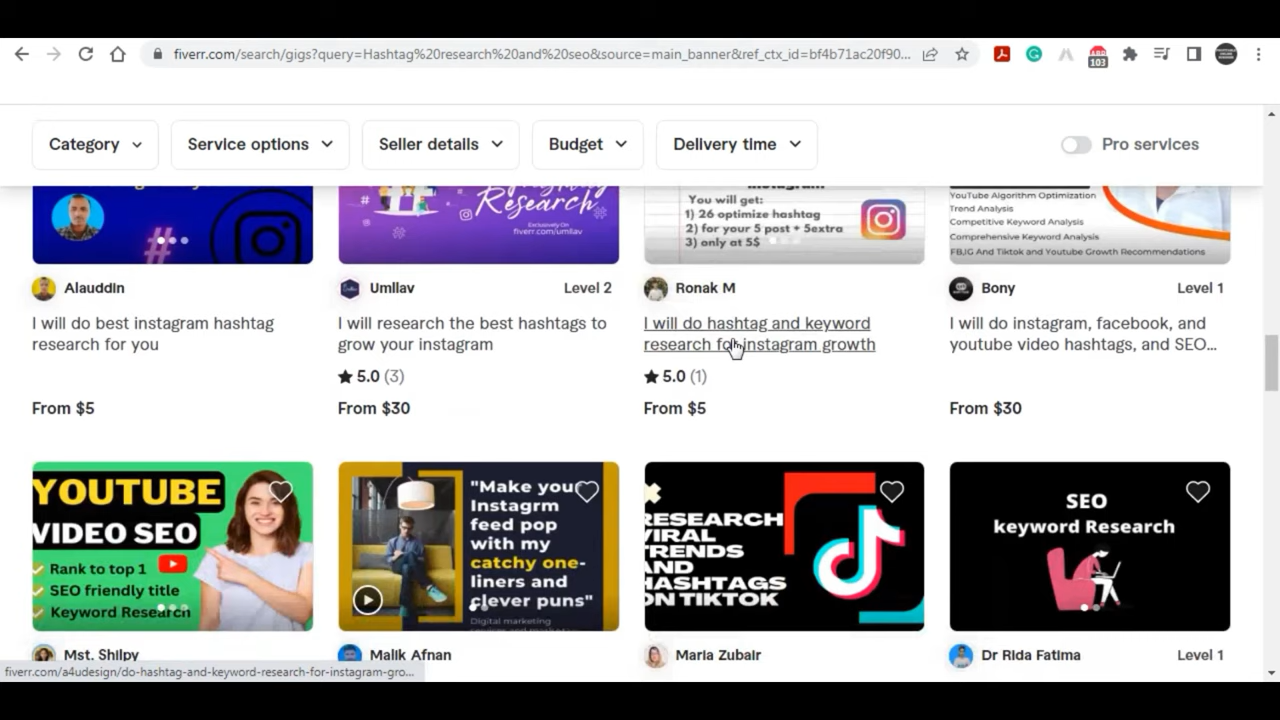 fiverr.com/search/gigs?query=Hashtag%20research%20and%20seo&source=main_banner&ref_ctx_id=bf4b71ac20f90...
103
Category
Service options
Seller details
Budget
Delivery time
Pro services
Research
Exclusively On
fiverr.com/umllav
Instagram
You will get:
1) 26 optimize hashtag
2) for your 5 post + 5extra
3) only at 5$
YouTube Algorithm Optimization
Trend Analysis
Competitive Keyword Analysis
Comprehensive Keyword Analysis
FB,IG And Tiktok and Youtube Growth Recommendations
Alauddin
Umllav
Level 2
Ronak M
Bony
Level 1
I will do best instagram hashtag
research for you
I will research the best hashtags to
grow your instagram
I will do hashtag and keyword
research for instagram growth
I will do instagram, facebook, and
youtube video hashtags, and SEO...
5.0 (3)
5.0 (1)
From $5
From $30
From $5
From $30
YOUTUBE
VIDEO SEO
Rank to top 1
SEO friendly title
Keyword Research
"Make your
Instagrm
feed pop
with my
catchy one-
liners and
clever puns"
Digital marketing
RESEARCH
VIRAL
TRENDS
AND
HASHTAGS
ON TIKTOK
SEO
keyword Research
Mst. Shilpy
Malik Afnan
Maria Zubair
Dr Rida Fatima
Level 1
fiverr.com/a4udesign/do-hashtag-and-keyword-research-for-instagram-gro...